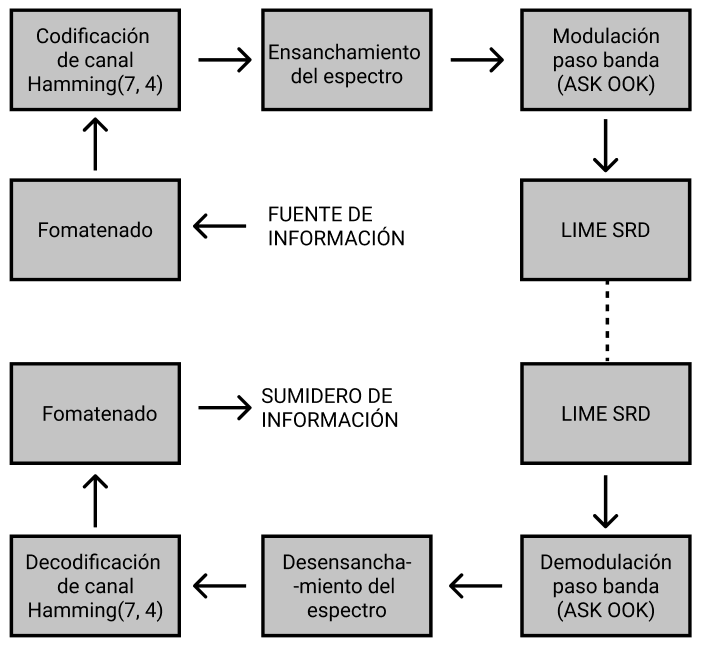 Codificación
de canal
Hamming(7, 4)
Ensanchamiento
del espectro
Modulación
paso banda
(ASK OOK)
Fomatenado
FUENTE DE
INFORMACIÓN
LIME SRD
Fomatenado
SUMIDERO DE
INFORMACIÓN
LIME SRD
Decodificación
de canal
Hamming(7, 4)
Desensancha-
-miento del
espectro
Demodulación
paso banda
(ASK OOK)